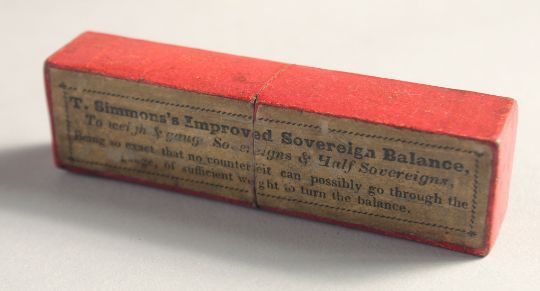 T. Simmons's Improved Sovereign Balance,
To weigh & gauge Sovereigns & Half Sovereigns,
Being so exact that no counterfeit can possibly go through the
gauge, of sufficient weight to turn the balance.